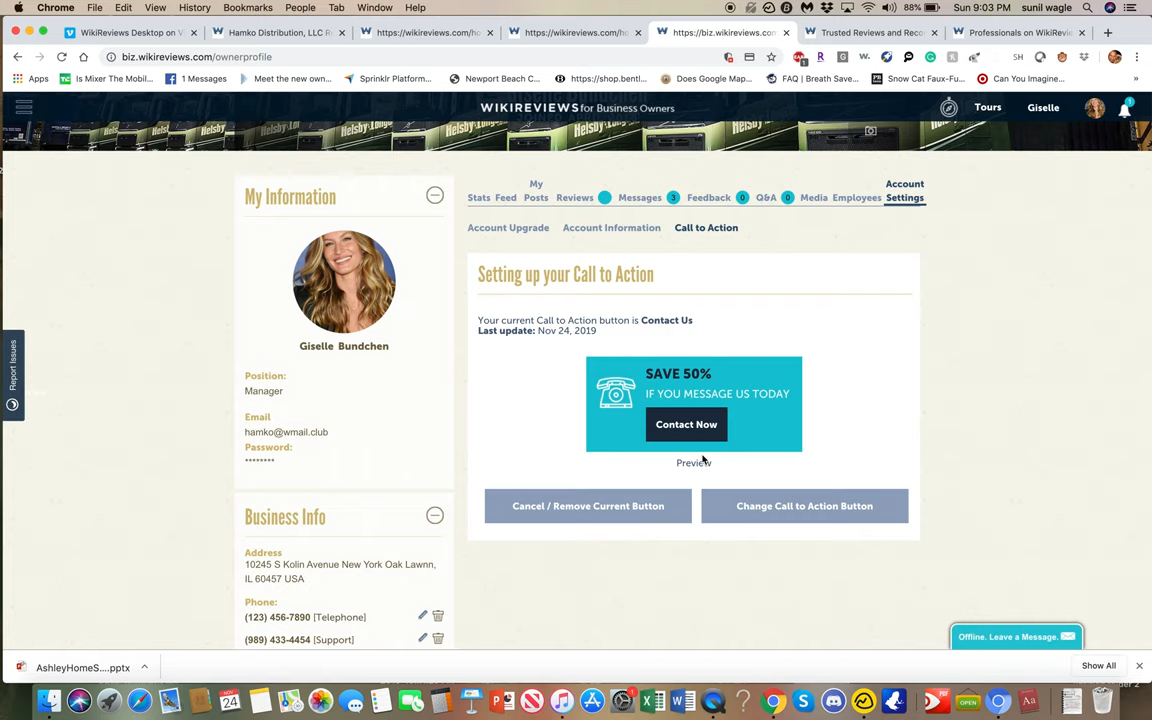 Chrome File Edit View History Bookmarks People Tab Window Help 88% Sun 9:03 PM sunil wagle
WikiReviews Desktop on V × Hamko Distribution, LLC R × https://wikireviews.com/ho × https://wikireviews.com/ho × https://biz.wikireviews.con × Trusted Reviews and Reco × Professionals on WikiRevie × +
biz.wikireviews.com/ownerprofile
Apps Is Mixer The Mobil... 1 Messages Meet the new own... Sprinklr Platform... Newport Beach C... https://shop.bentl... Does Google Map... FAQ | Breath Save... Snow Cat Faux-Fu... Can You Imagine... »
WIKIREVIEWS for Business Owners
Tours Giselle 1
My Information
Giselle Bundchen
Position:
Manager
Email
hamko@wmail.club
Password:
********
Business Info
Address
10245 S Kolin Avenue New York Oak Lawnn,
IL 60457 USA
Phone:
(123) 456-7890 [Telephone]
(989) 433-4454 [Support]
Stats Feed My Posts Reviews Messages 3 Feedback 0 Q&A 0 Media Employees Account Settings
Account Upgrade Account Information Call to Action
Setting up your Call to Action
Your current Call to Action button is Contact Us
Last update: Nov 24, 2019
SAVE 50%
IF YOU MESSAGE US TODAY
Contact Now
Preview
Cancel / Remove Current Button Change Call to Action Button
Report Issues
Offline. Leave a Message.
AshleyHomeS....pptx
Show All